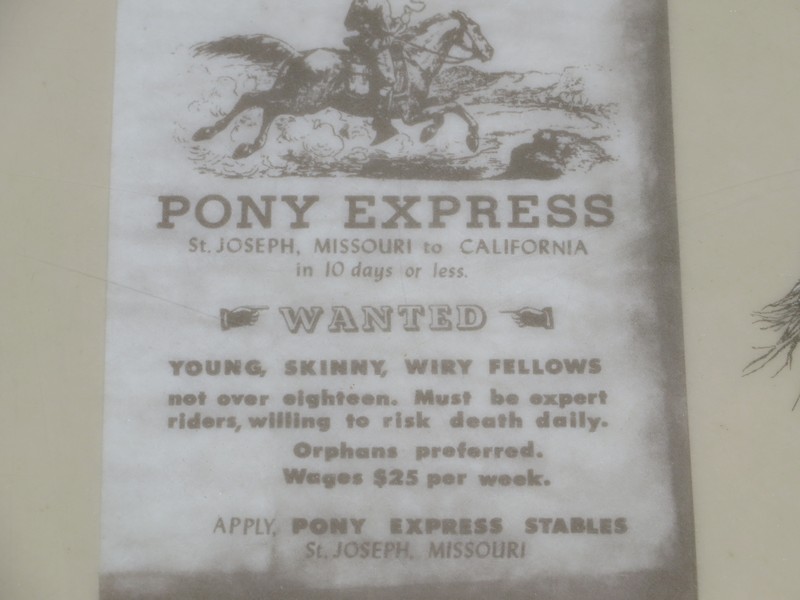 PONY EXPRESS
St. JOSEPH, MISSOURI to CALIFORNIA
in 10 days or less.
WANTED
YOUNG, SKINNY, WIRY FELLOWS
not over eighteen. Must be expert
riders, willing to risk death daily.
Orphans preferred.
Wages $25 per week.
APPLY, PONY EXPRESS STABLES
St. JOSEPH, MISSOURI